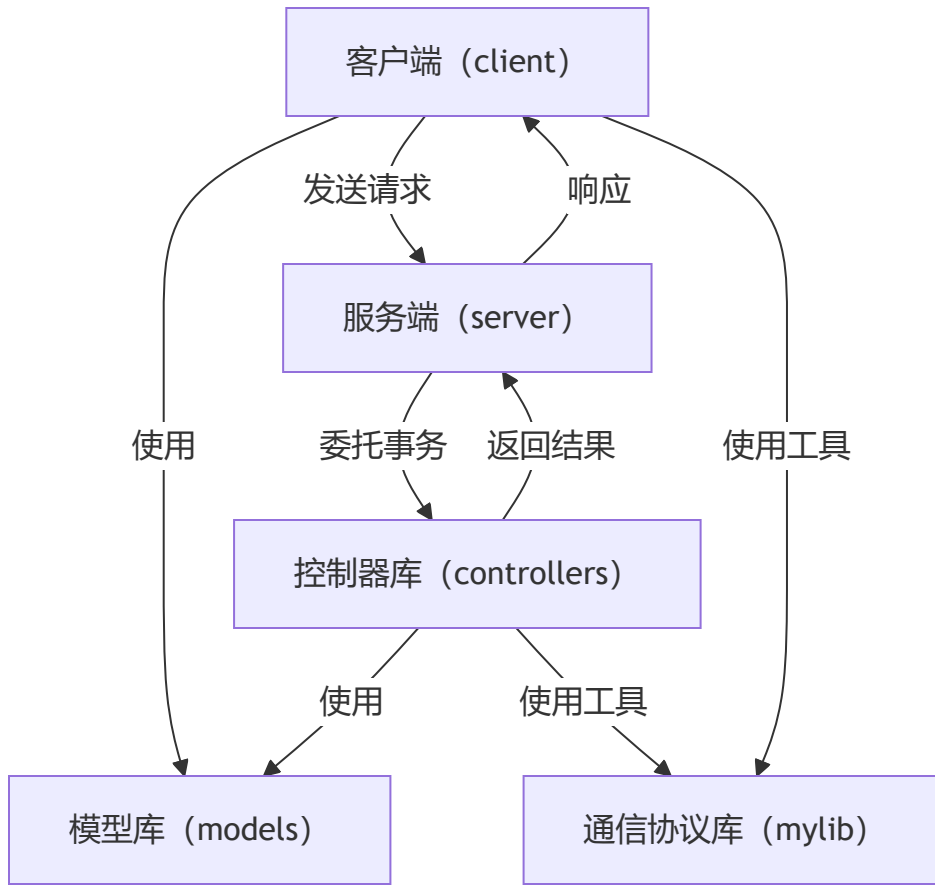 客户端（client）
发送请求
响应
服务端（server）
使用
委托事务
返回结果
使用工具
控制器库（controllers）
使用
使用工具
模型库（models）
通信协议库（mylib）